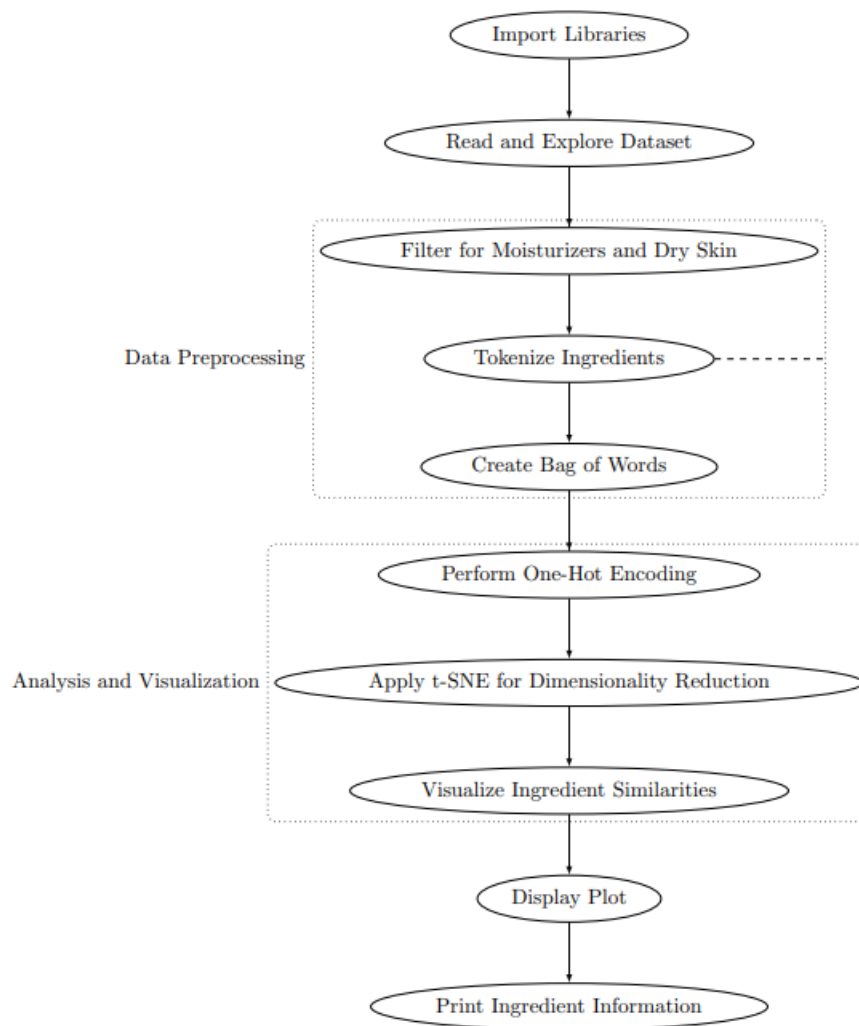 Import Libraries
Read and Explore Dataset
Filter for Moisturizers and Dry Skin
Data Preprocessing
Tokenize Ingredients
Create Bag of Words
Perform One-Hot Encoding
Analysis and Visualization
Apply t-SNE for Dimensionality Reduction
Visualize Ingredient Similarities
Display Plot
Print Ingredient Information